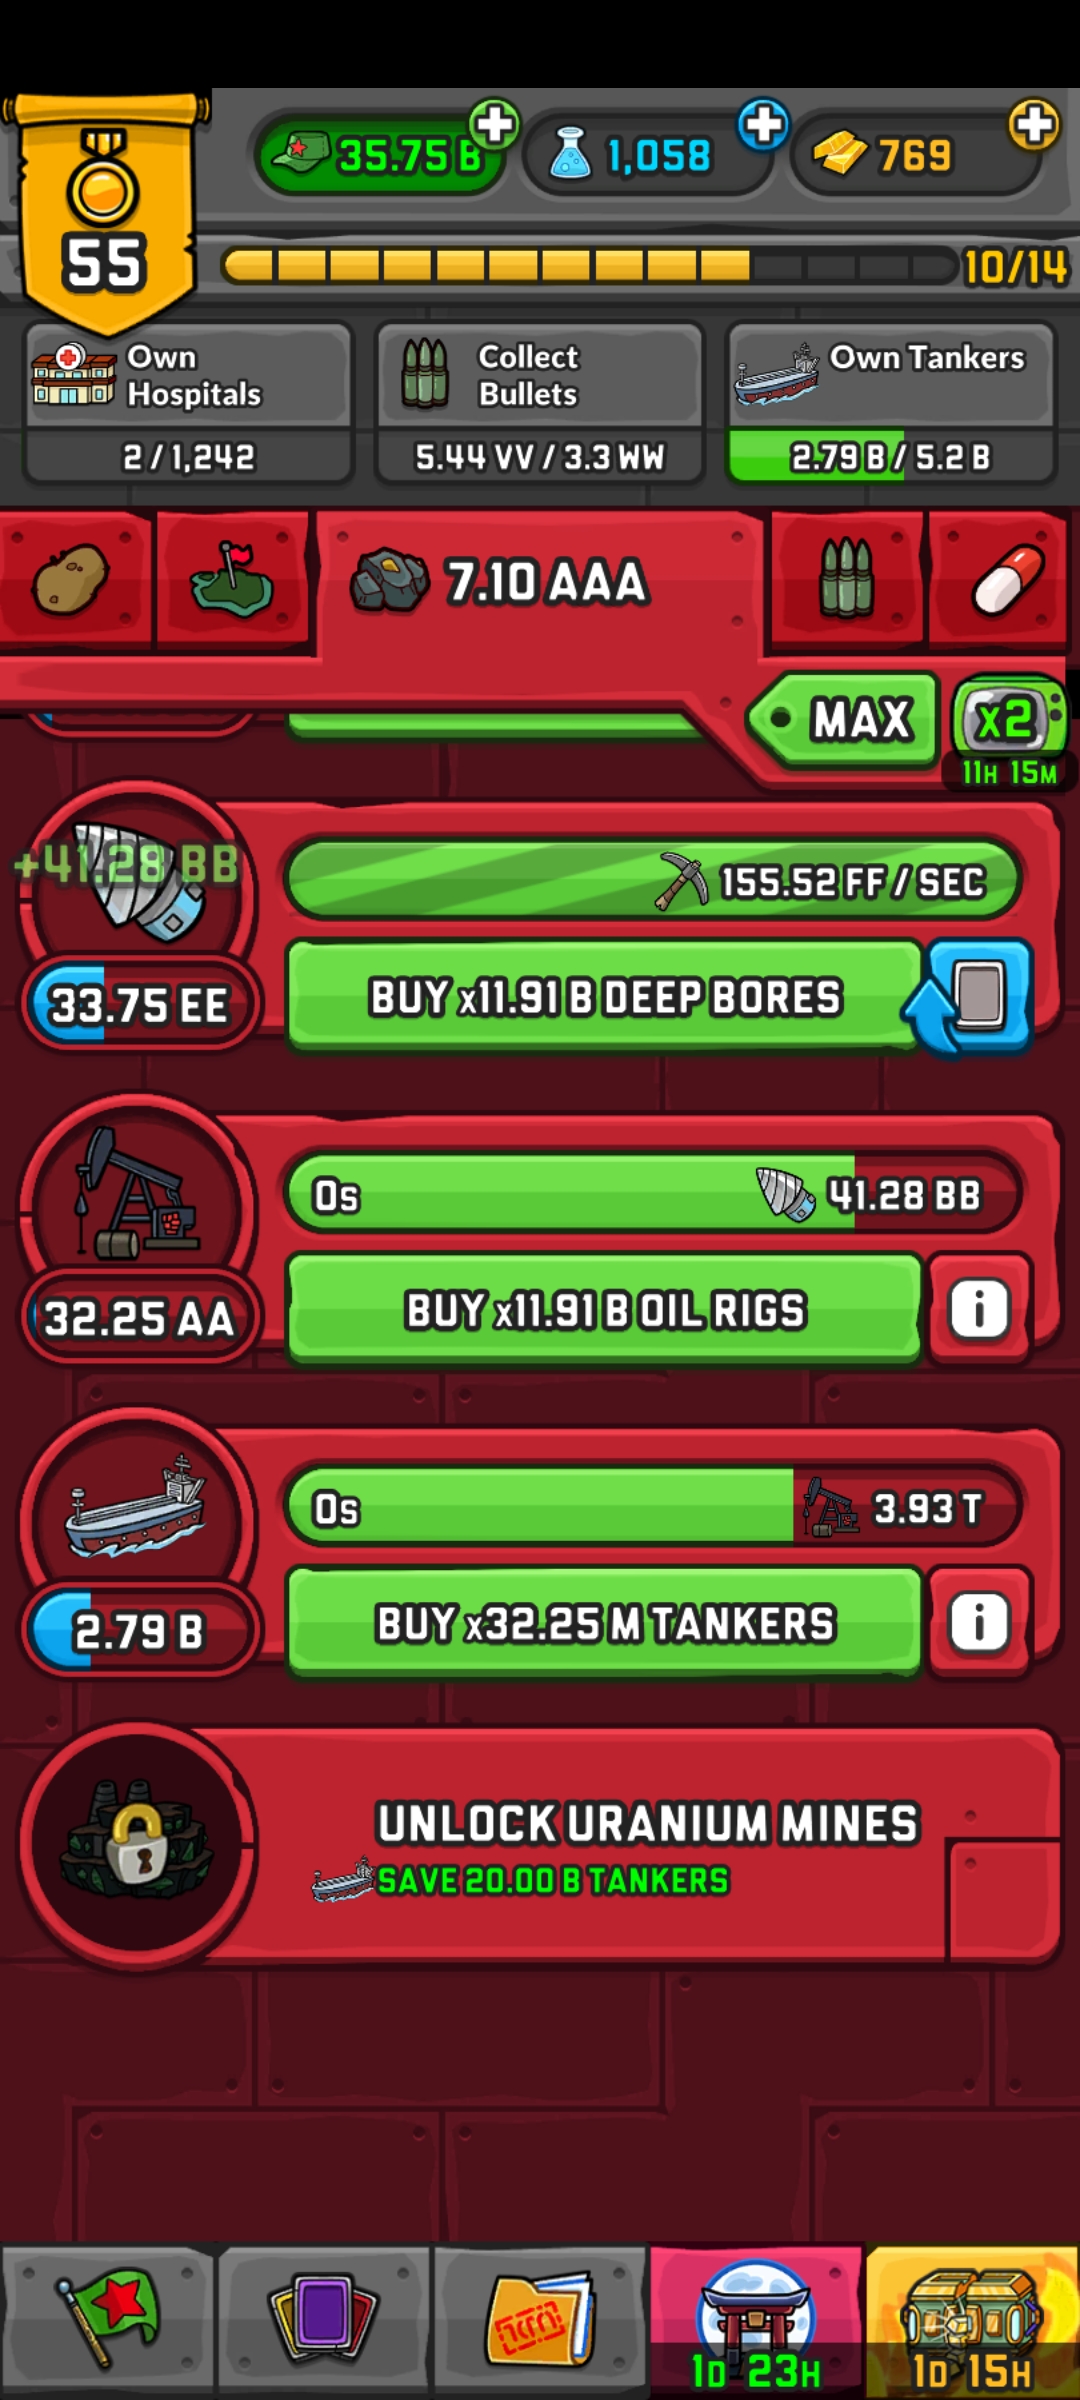 35.75 B
1,058
769
55
10/14
Own
Hospitals
2 / 1,242
Collect
Bullets
5.44 VV / 3.3 WW
Own Tankers
2.79 B / 5.2 B
7.10 AAA
MAX
x2
11H 15M
+41.28 BB
155.52 FF / SEC
33.75 EE
BUY x11.91 B DEEP BORES
0s
41.28 BB
32.25 AA
BUY x11.91 B OIL RIGS
0s
3.93 T
2.79 B
BUY x32.25 M TANKERS
UNLOCK URANIUM MINES
SAVE 20.00 B TANKERS
1D 23H
1D 15H